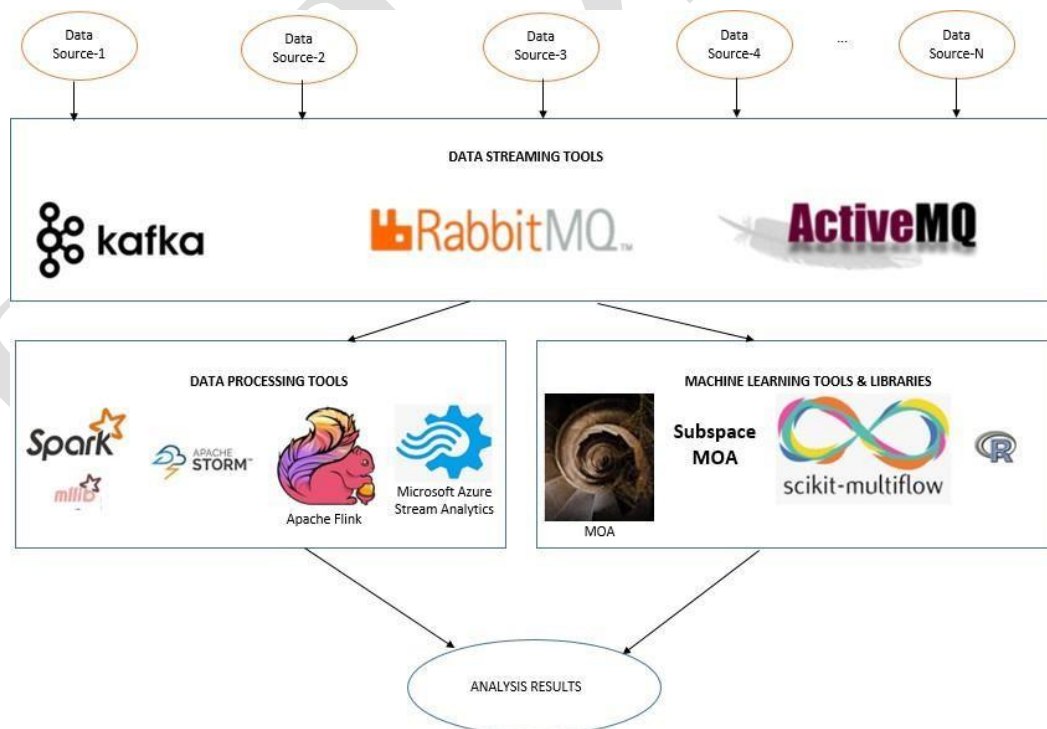 Data
Source-1
Data
Source-2
Data
Source-3
Data
Source-4
...
Data
Source-N
DATA STREAMING TOOLS
kafka
RabbitMQ™
ActiveMQ
DATA PROCESSING TOOLS
Spark
mllib
APACHE
STORM™
Apache Flink
Microsoft Azure
Stream Analytics
MACHINE LEARNING TOOLS & LIBRARIES
MOA
Subspace
MOA
scikit-multiflow
R
ANALYSIS RESULTS